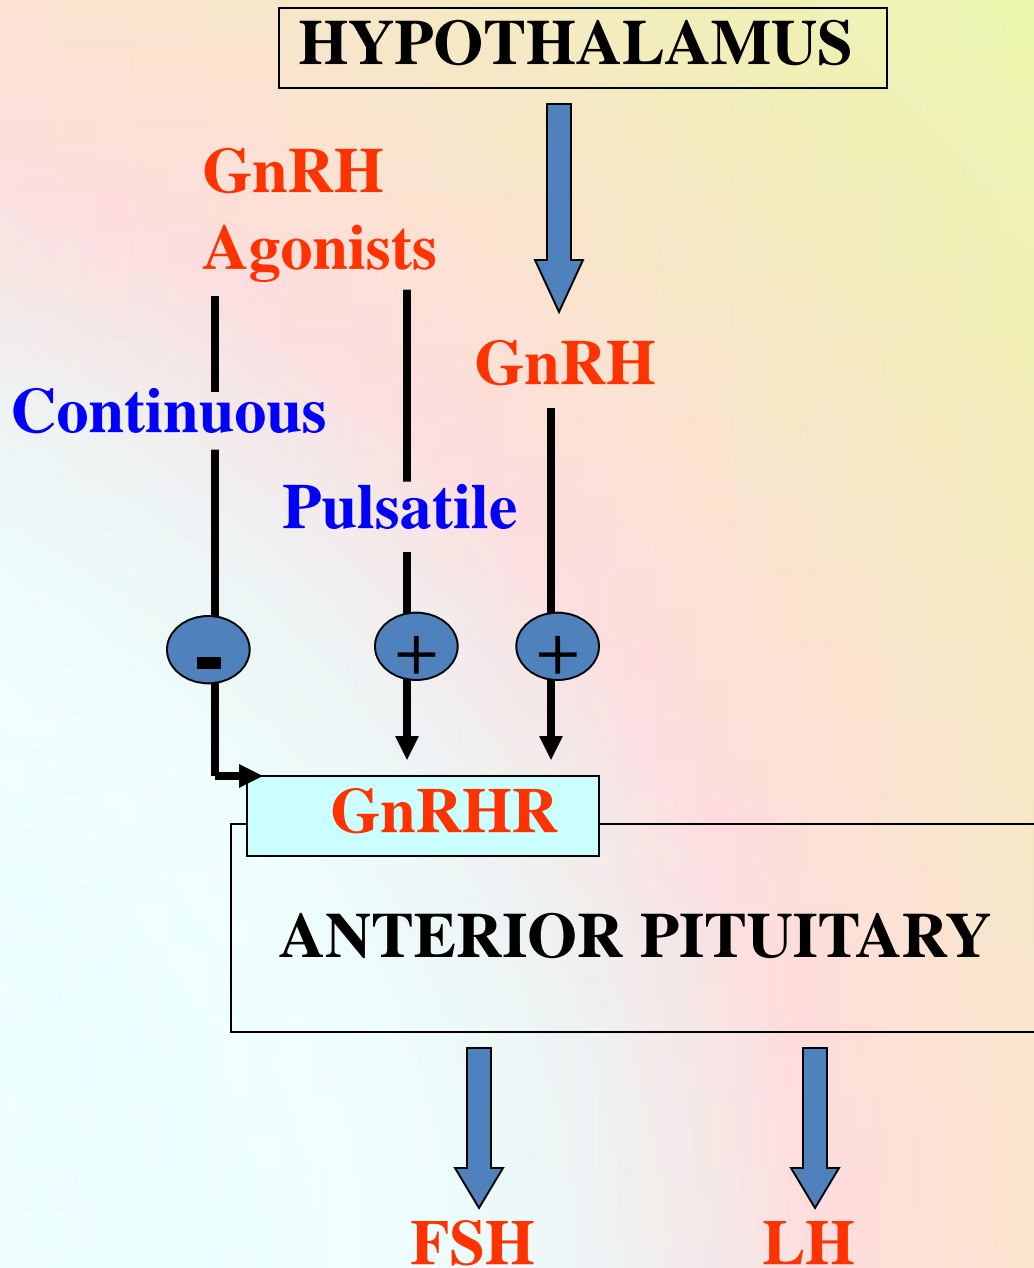 HYPOTHALAMUS
GnRH
Agonists
GnRH
Continuous
Pulsatile
-
+
+
GnRHR
ANTERIOR PITUITARY
FSH
LH